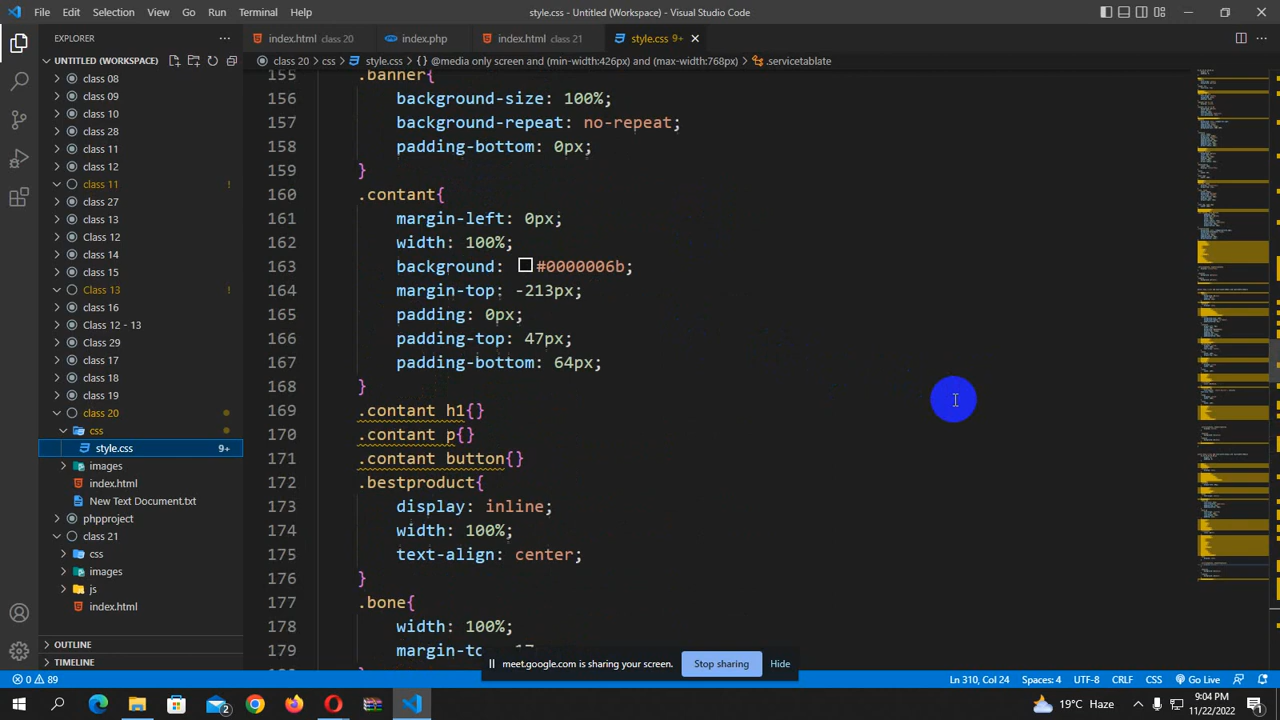 File Edit Selection View Go Run Terminal Help
style.css - Untitled (Workspace) - Visual Studio Code
EXPLORER
index.html class 20
index.php
index.html class 21
style.css 9+
UNTITLED (WORKSPACE)
class 20 > css > style.css > {} @media only screen and (min-width:426px) and (max-width:768px) > .servicetablate
class 08
class 09
class 10
class 28
class 11
class 12
class 11 !
class 27
class 13
Class 12
class 14
class 15
Class 13 !
class 16
Class 12 - 13
Class 29
class 17
class 18
class 19
class 20
css
style.css 9+
images
index.html
New Text Document.txt
phpproject
class 21
css
images
js
index.html
OUTLINE
TIMELINE
155 .banner{
156 background-size: 100%;
157 background-repeat: no-repeat;
158 padding-bottom: 0px;
159 }
160 .contant{
161 margin-left: 0px;
162 width: 100%;
163 background: #0000006b;
164 margin-top: 213px;
165 padding: 0px;
166 padding-top: 47px;
167 padding-bottom: 64px;
168 }
169 .contant h1{}
170 .contant p{}
171 .contant button{}
172 .bestproduct{
173 display: inline;
174 width: 100%;
175 text-align: center;
176 }
177 .bone{
178 width: 100%;
179 margin-top:
meet.google.com is sharing your screen.
Stop sharing
Hide
0 89
Ln 310, Col 24
Spaces: 4
UTF-8
CRLF
CSS
Go Live
19°C Haze
9:04 PM
11/22/2022